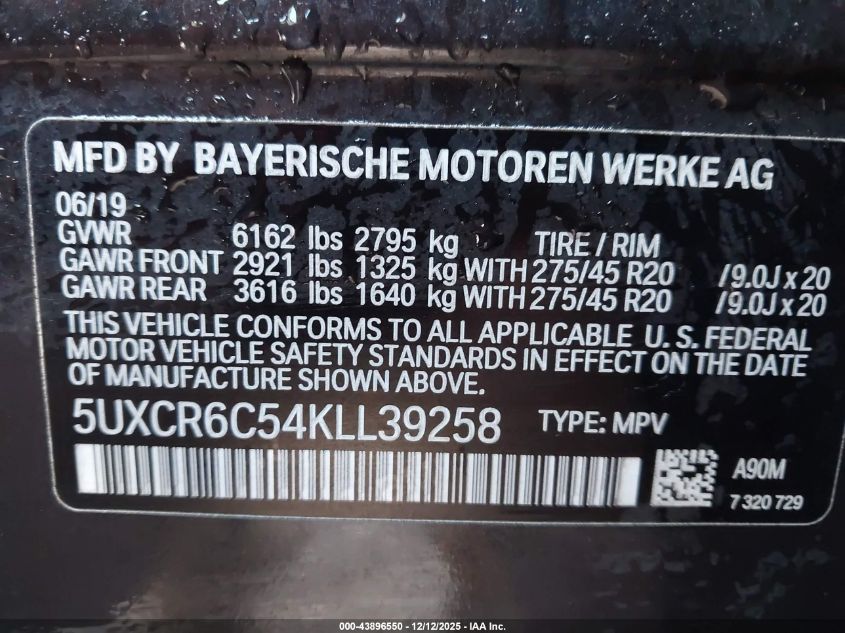 MFD BY BAYERISCHE MOTOREN WERKE AG
06/19
GVWR 6162 lbs 2795 kg TIRE / RIM
GAWR FRONT 2921 lbs 1325 kg WITH 275/45 R20 /9.0J x 20
GAWR REAR 3616 lbs 1640 kg WITH 275/45 R20 /9.0J x 20
THIS VEHICLE CONFORMS TO ALL APPLICABLE U. S. FEDERAL
MOTOR VEHICLE SAFETY STANDARDS IN EFFECT ON THE DATE
OF MANUFACTURE SHOWN ABOVE.
5UXCR6C54KLL39258 TYPE: MPV
A90M
7 320 729
000-43896550 - 12/12/2025 - IAA Inc.